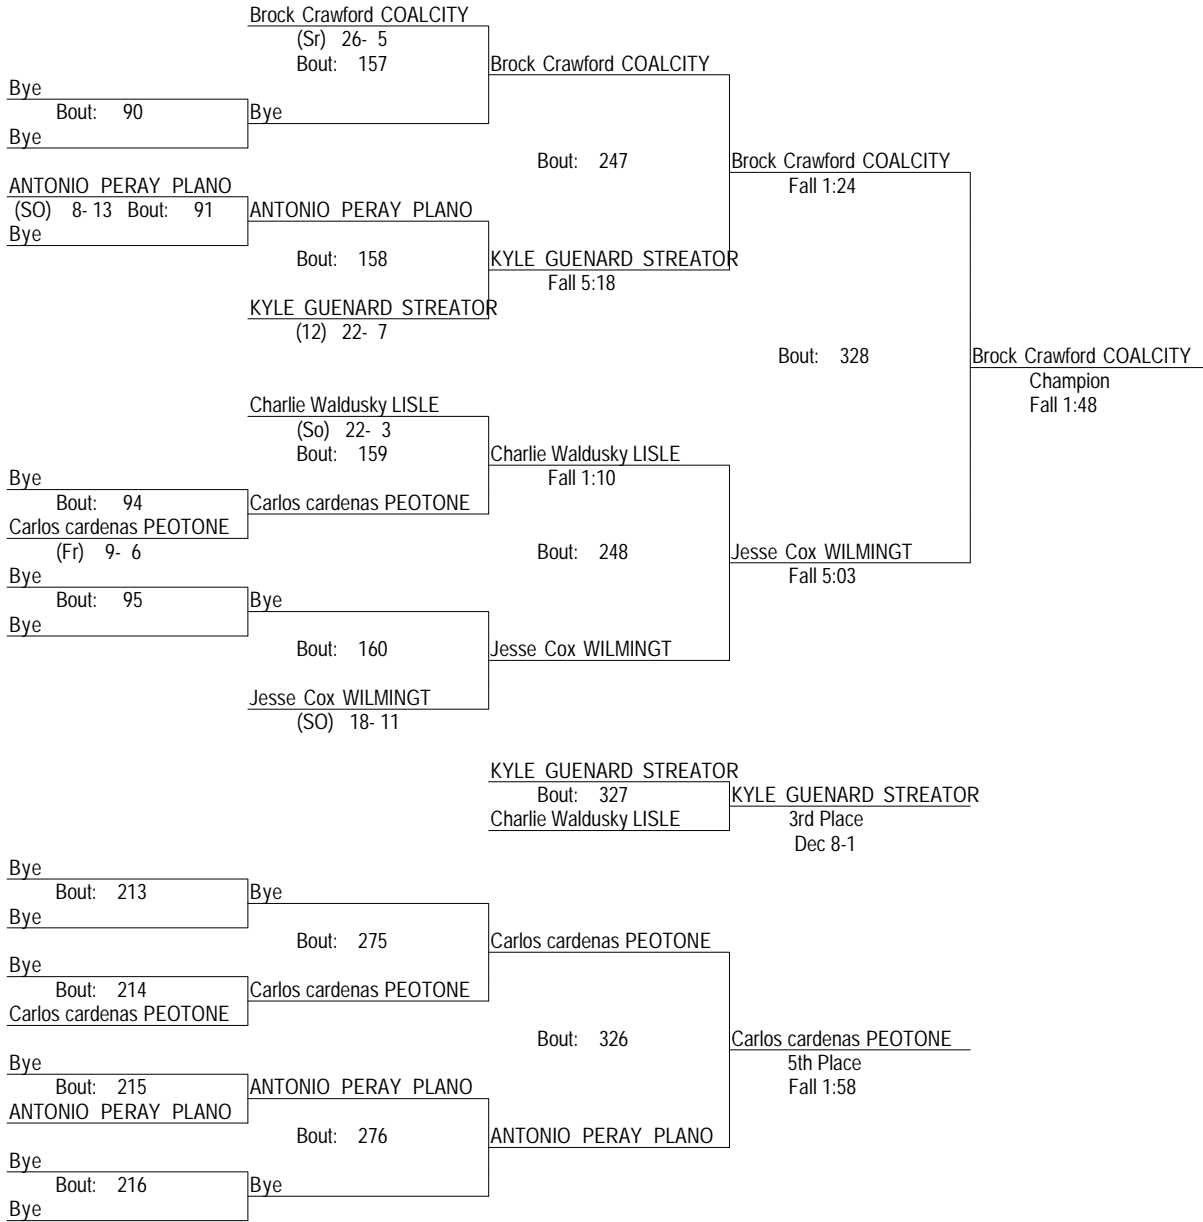 Brock Crawford COALCITY
(Sr) 26- 5
Bout: 157
Brock Crawford COALCITY
Bye
Bout: 90
Bye
Bye
Bout: 247
Brock Crawford COALCITY
Fall 1:24
ANTONIO PERAY PLANO
(SO) 8- 13 Bout: 91
ANTONIO PERAY PLANO
Bye
Bout: 158
KYLE GUENARD STREATOR
Fall 5:18
KYLE GUENARD STREATOR
(12) 22- 7
Bout: 328
Brock Crawford COALCITY
Champion
Fall 1:48
Charlie Waldusky LISLE
(So) 22- 3
Bout: 159
Charlie Waldusky LISLE
Fall 1:10
Bye
Bout: 94
Carlos cardenas PEOTONE
Carlos cardenas PEOTONE
(Fr) 9- 6
Bout: 248
Jesse Cox WILMINGT
Fall 5:03
Bye
Bout: 95
Bye
Bye
Bout: 160
Jesse Cox WILMINGT
Jesse Cox WILMINGT
(SO) 18- 11
KYLE GUENARD STREATOR
Bout: 327
KYLE GUENARD STREATOR
Charlie Waldusky LISLE
3rd Place
Dec 8-1
Bye
Bout: 213
Bye
Bye
Bout: 275
Carlos cardenas PEOTONE
Bye
Bout: 214
Carlos cardenas PEOTONE
Carlos cardenas PEOTONE
Bout: 326
Carlos cardenas PEOTONE
5th Place
Fall 1:58
Bye
Bout: 215
ANTONIO PERAY PLANO
ANTONIO PERAY PLANO
Bout: 276
ANTONIO PERAY PLANO
Bye
Bout: 216
Bye
Bye